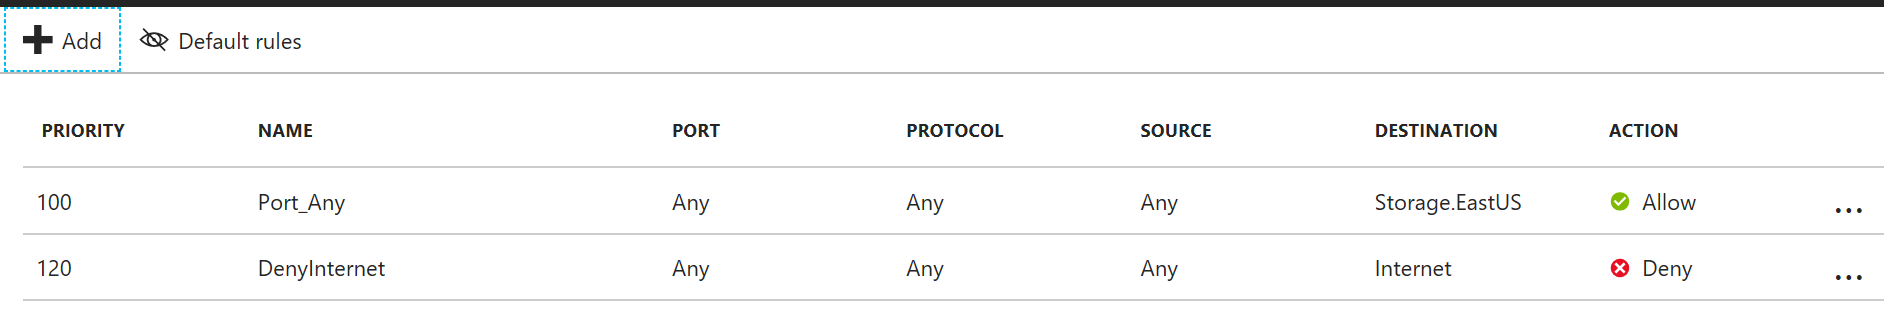 Add Default rules
PRIORITY NAME PORT PROTOCOL SOURCE DESTINATION ACTION
100 Port_Any Any Any Any Storage.EastUS Allow ...
120 DenyInternet Any Any Any Internet Deny ...